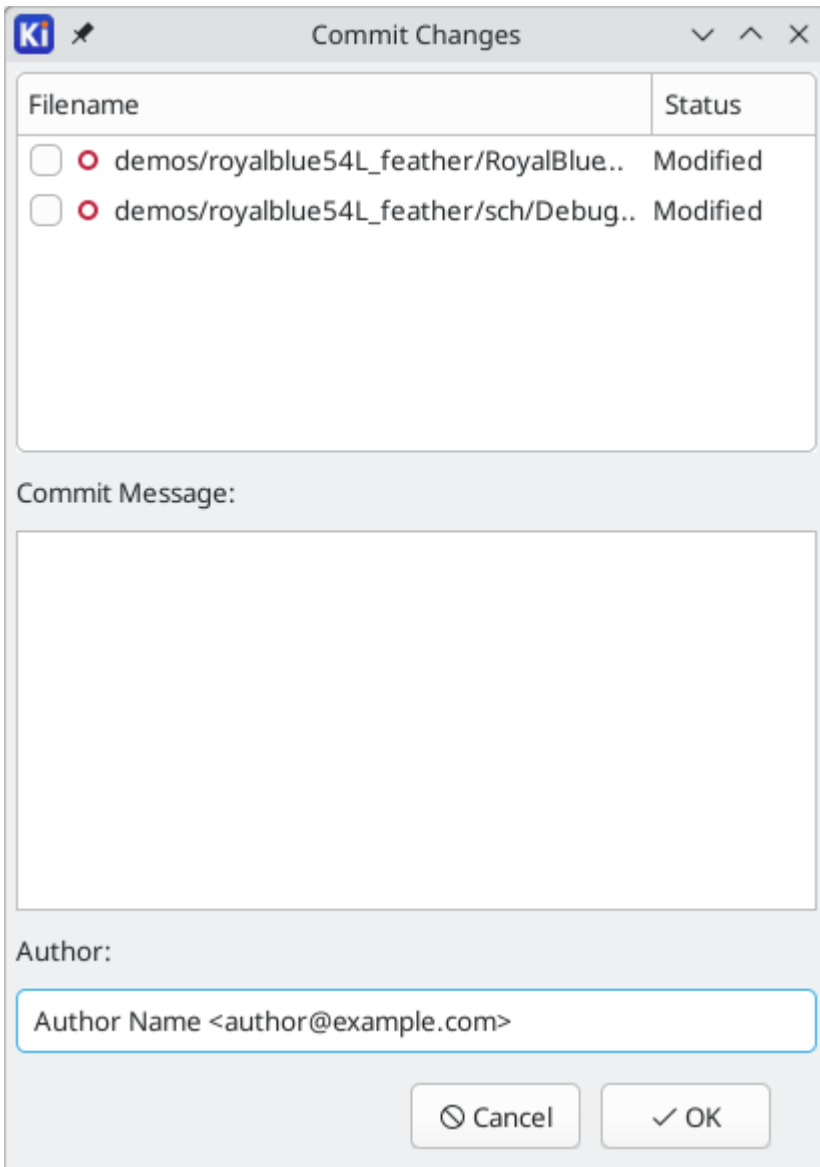 Ki Commit Changes
Filename Status
demos/royalblue54L_feather/RoyalBlue... Modified
demos/royalblue54L_feather/sch/Debug... Modified
Commit Message:
Author:
Author Name <author@example.com>
Cancel OK